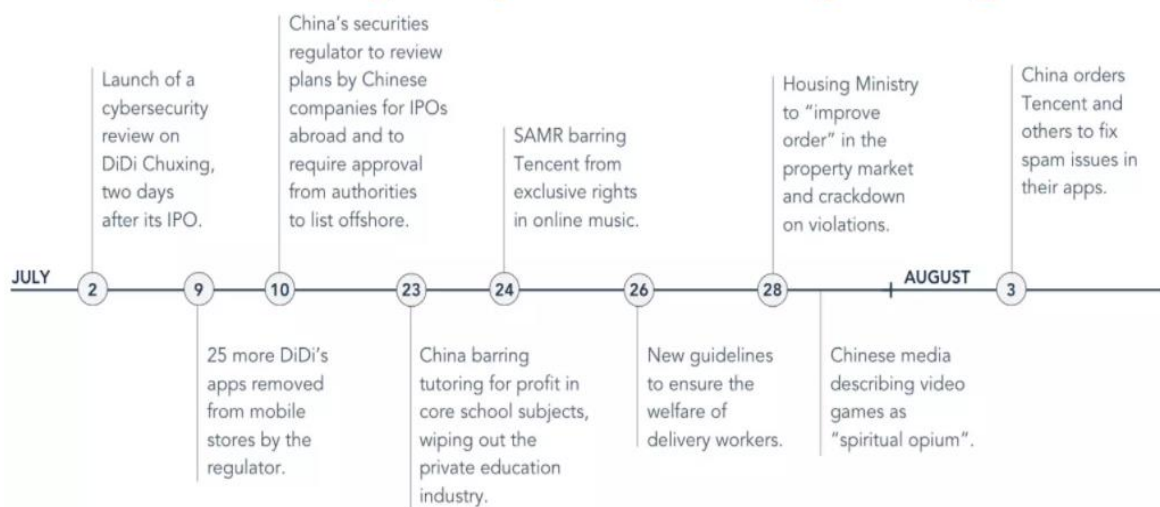 China's securities
regulator to review
plans by Chinese
companies for IPOs
abroad and to
require approval
from authorities
to list offshore.
Launch of a
cybersecurity
review on
DiDi Chuxing,
two days
after its IPO.
SAMR barring
Tencent from
exclusive rights
in online music.
Housing Ministry
to “improve
order” in the
property market
and crackdown
on violations.
China orders
Tencent and
others to fix
spam issues in
their apps.
JULY
2
9
10
23
24
26
28
AUGUST
3
25 more DiDi's
apps removed
from mobile
stores by the
regulator.
China barring
tutoring for profit in
core school subjects,
wiping out the
private education
industry.
New guidelines
to ensure the
welfare of
delivery workers.
Chinese media
describing video
games as
“spiritual opium”.